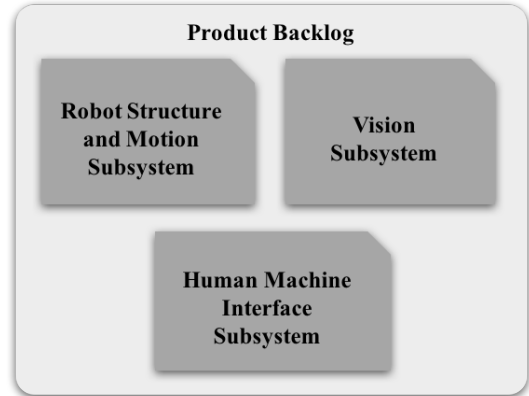 Product Backlog
Robot Structure
and Motion
Subsystem
Vision
Subsystem
Human Machine
Interface
Subsystem